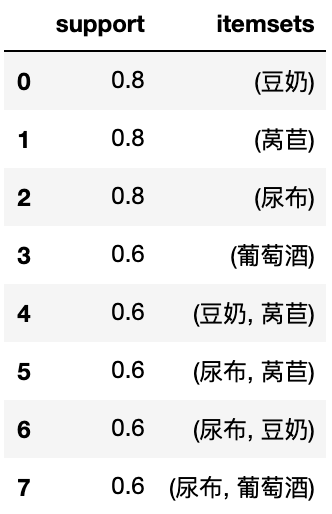 support itemsets
0 0.8 (豆奶)
1 0.8 (莴苣)
2 0.8 (尿布)
3 0.6 (葡萄酒)
4 0.6 (豆奶, 莴苣)
5 0.6 (尿布, 莴苣)
6 0.6 (尿布, 豆奶)
7 0.6 (尿布, 葡萄酒)